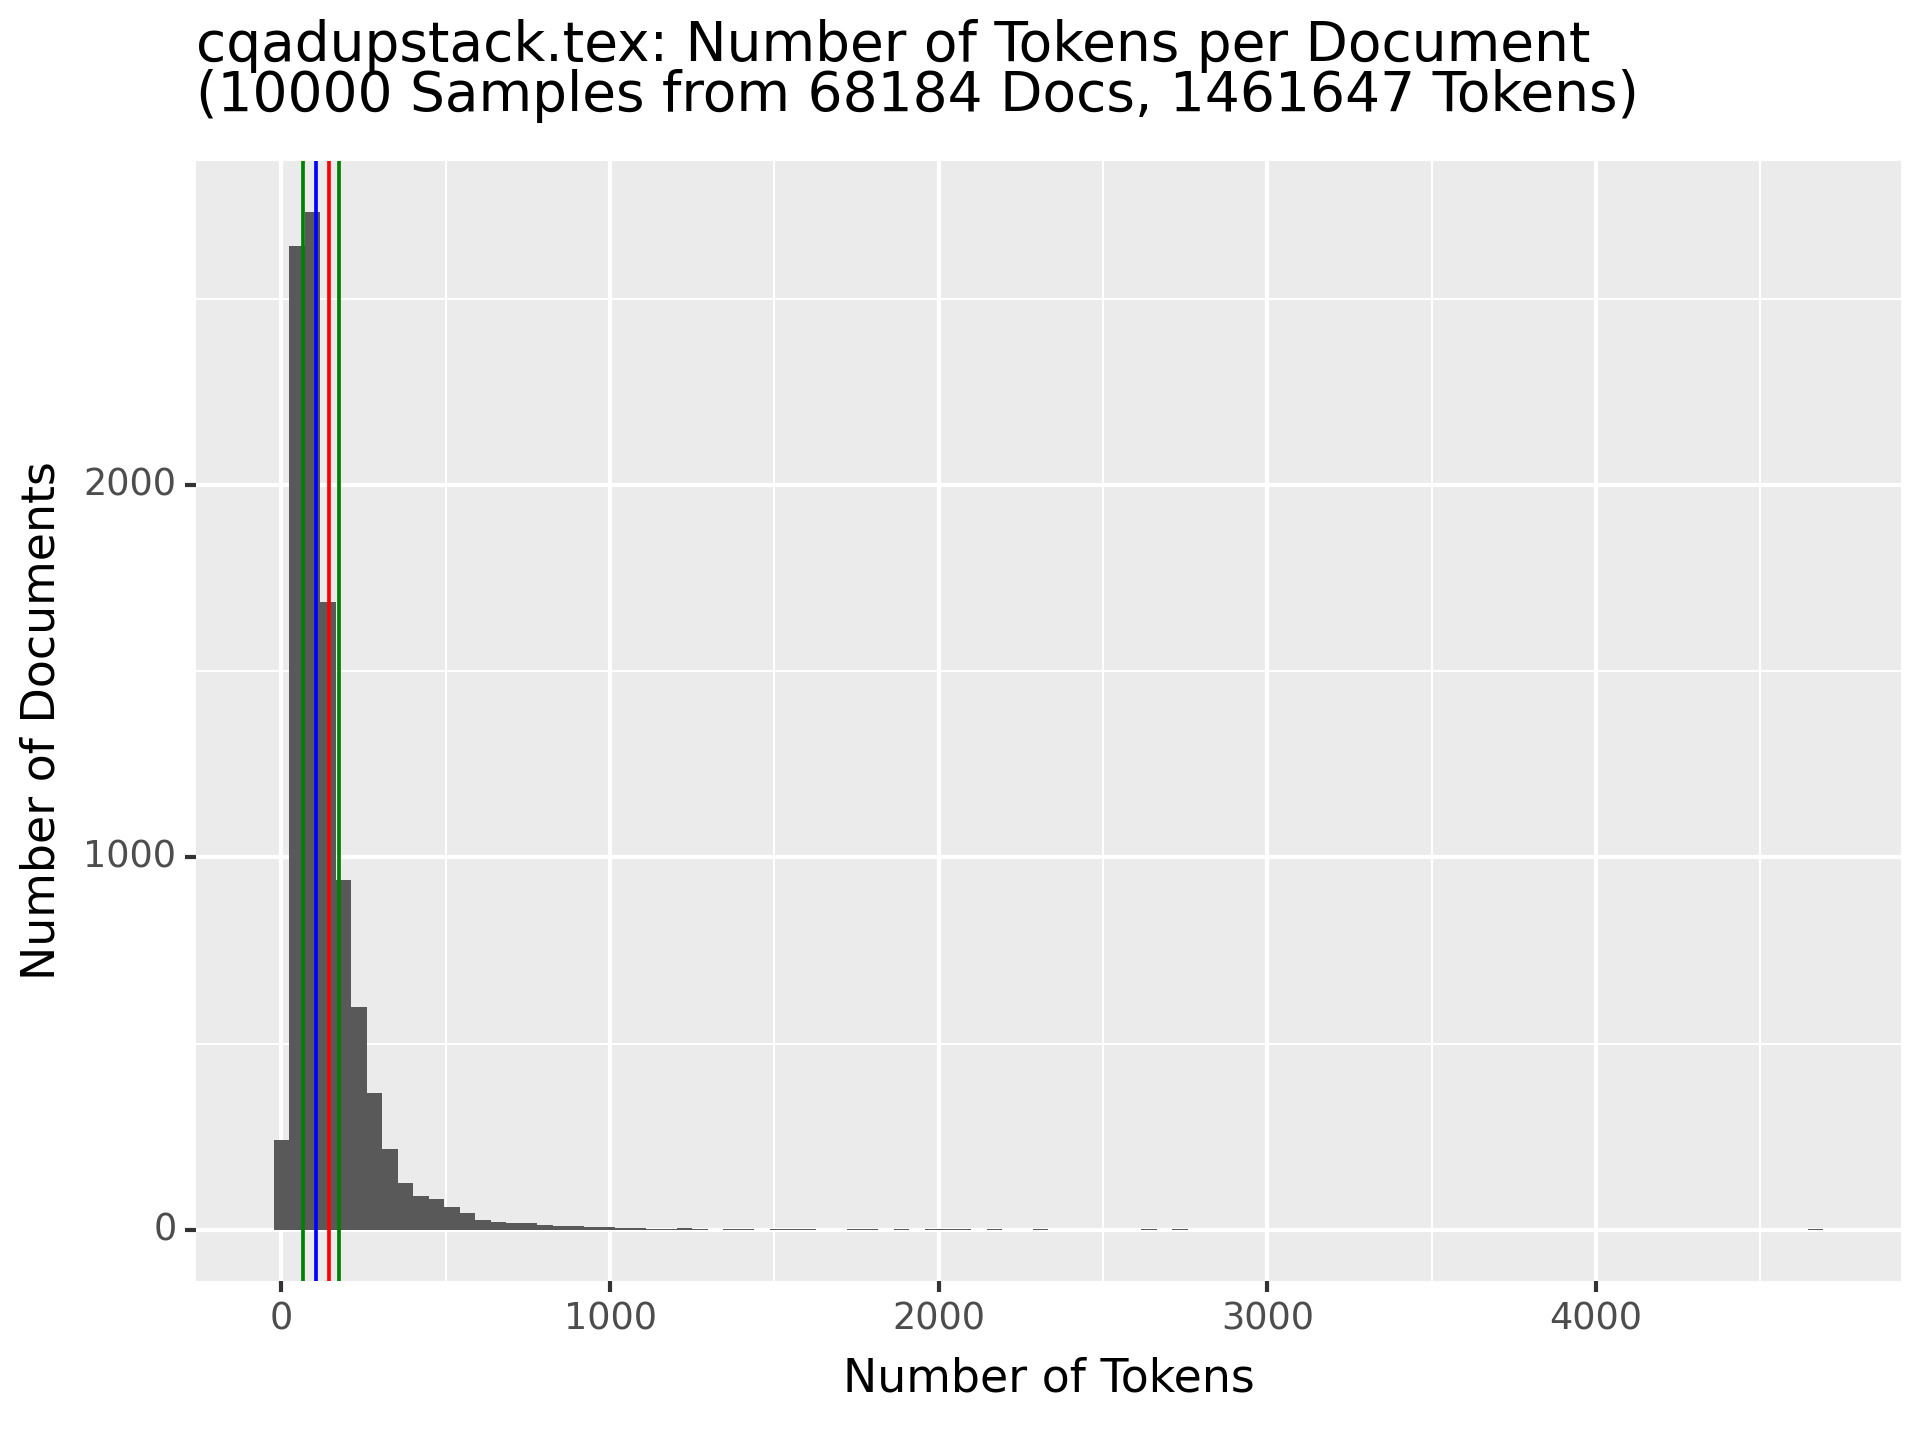 cqadupstack.tex: Number of Tokens per Document
(10000 Samples from 68184 Docs, 1461647 Tokens)
Number of Documents
2000
1000
0
0
1000
2000
3000
4000
Number of Tokens